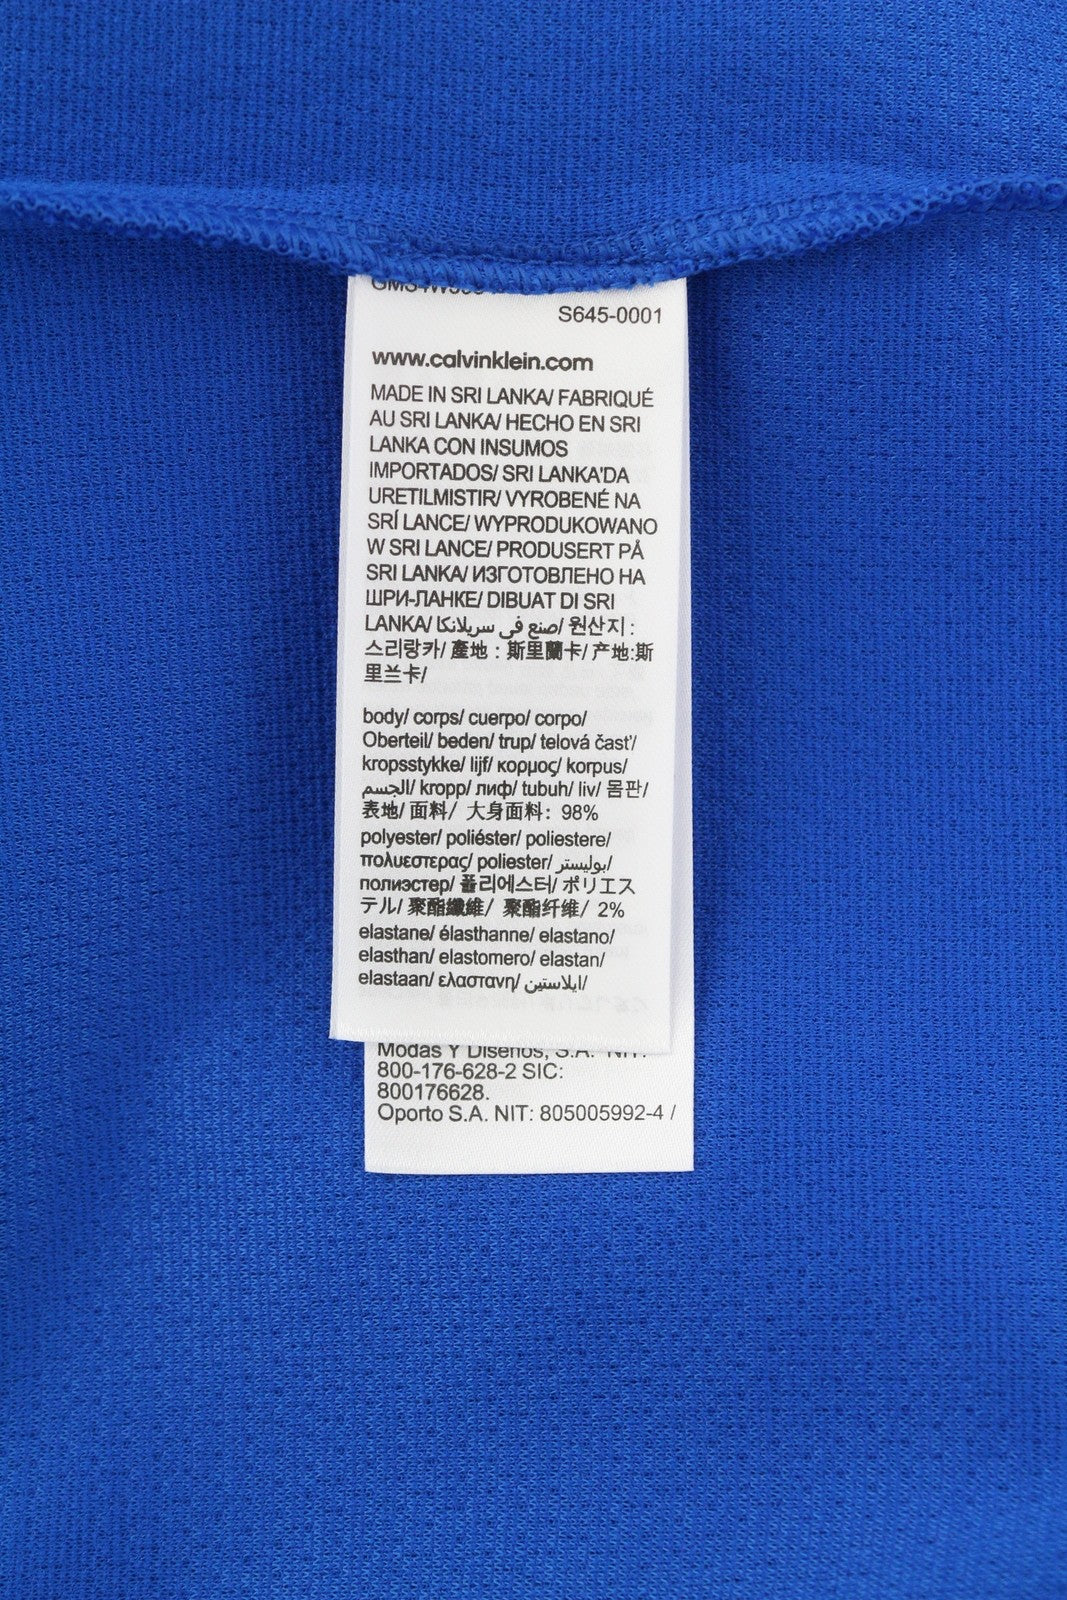 S645-0001
www.calvinklein.com
MADE IN SRI LANKA/ FABRIQUÉ
AU SRI LANKA/ HECHO EN SRI
LANKA CON INSUMOS
IMPORTADOS/ SRI LANKA'DA
URETILMISTIR/ VYROBENÉ NA
SRÍ LANCE/ WYPRODUKOWANO
W SRI LANCE/ PRODUSERT PÅ
SRI LANKA/ ИЗГОТОВЛЕНО НА
ШРИ-ЛАНКЕ/ DIBUAT DI SRI
LANKA/ صنع في سريلانكا/ 원산지:
스리랑카/ 產地：斯里蘭卡/ 产地:斯
里兰卡/
body/ corps/ cuerpo/ corpo/
Oberteil/ beden/ trup/ telová časť/
kropsstykke/ lijf/ κορμος/ korpus/
الجسم/ kropp/ лиф/ tubuh/ liv/ 몸판/
表地/ 面料/ 大身面料：98%
polyester/ poliéster/ poliestere/
πολυεστερας/ poliester/ بوليستر/
полиэстер/ 폴리에스터/ ポリエス
テル/ 聚酯纖維/ 聚酯纤维/ 2%
elastane/ élasthanne/ elastano/
elasthan/ elastomero/ elastan/
elastaan/ ελαστανη/ ايلاستين/
Modas Y Diseños, S.A. NIT:
800-176-628-2 SIC:
800176628.
Oporto S.A. NIT: 805005992-4 /